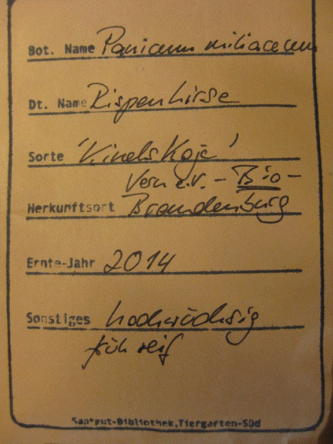 Bot. Name Panicum miliaceum
Dt. Name Rispenhirse
Sorte 'Kinelskoje'
Vern e.V. - Bio -
Herkunftsort Brandenburg
Ernte-Jahr 2014
Sonstiges hochwüchsig
früh reif
Saatgut-Bibliothek,Tiergarten-Süd